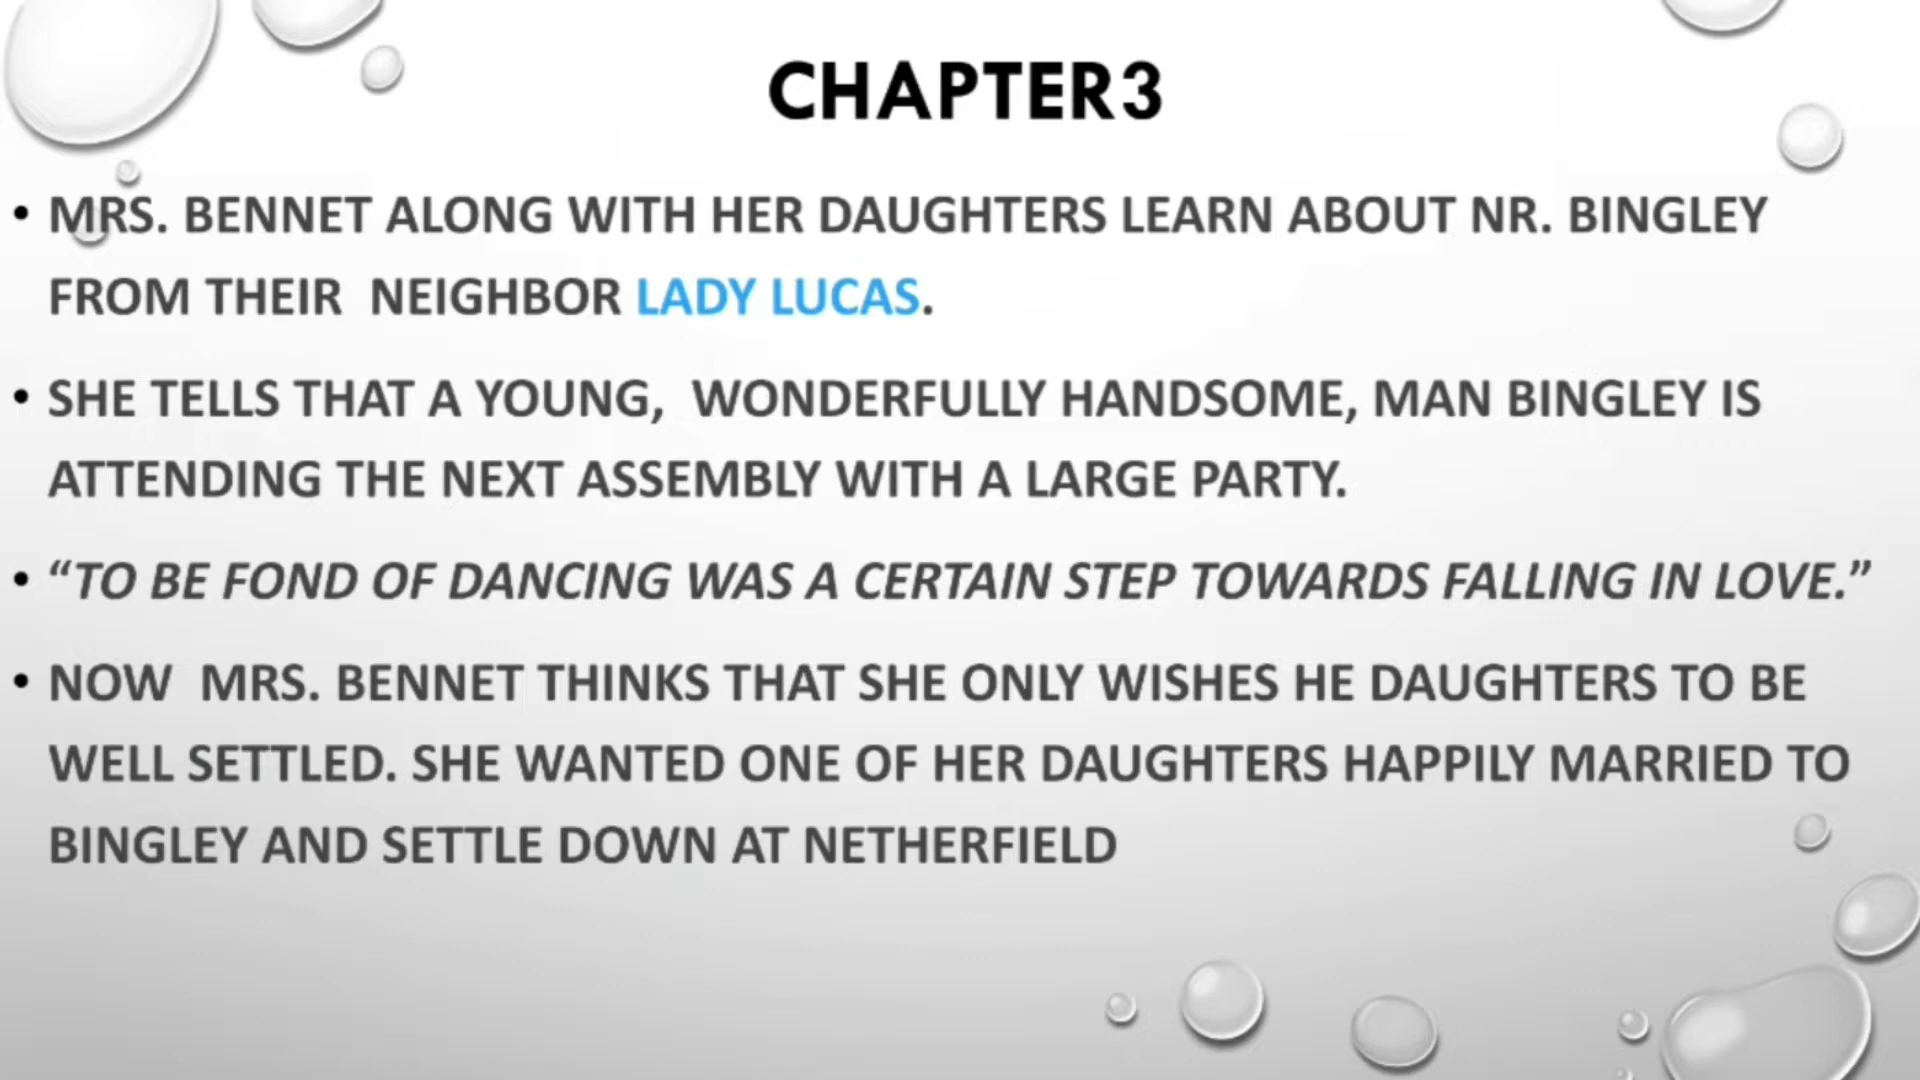 CHAPTER3
• MRS. BENNET ALONG WITH HER DAUGHTERS LEARN ABOUT NR. BINGLEY
FROM THEIR NEIGHBOR LADY LUCAS.
• SHE TELLS THAT A YOUNG, WONDERFULLY HANDSOME, MAN BINGLEY IS
ATTENDING THE NEXT ASSEMBLY WITH A LARGE PARTY.
• “TO BE FOND OF DANCING WAS A CERTAIN STEP TOWARDS FALLING IN LOVE.”
• NOW MRS. BENNET THINKS THAT SHE ONLY WISHES HE DAUGHTERS TO BE
WELL SETTLED. SHE WANTED ONE OF HER DAUGHTERS HAPPILY MARRIED TO
BINGLEY AND SETTLE DOWN AT NETHERFIELD